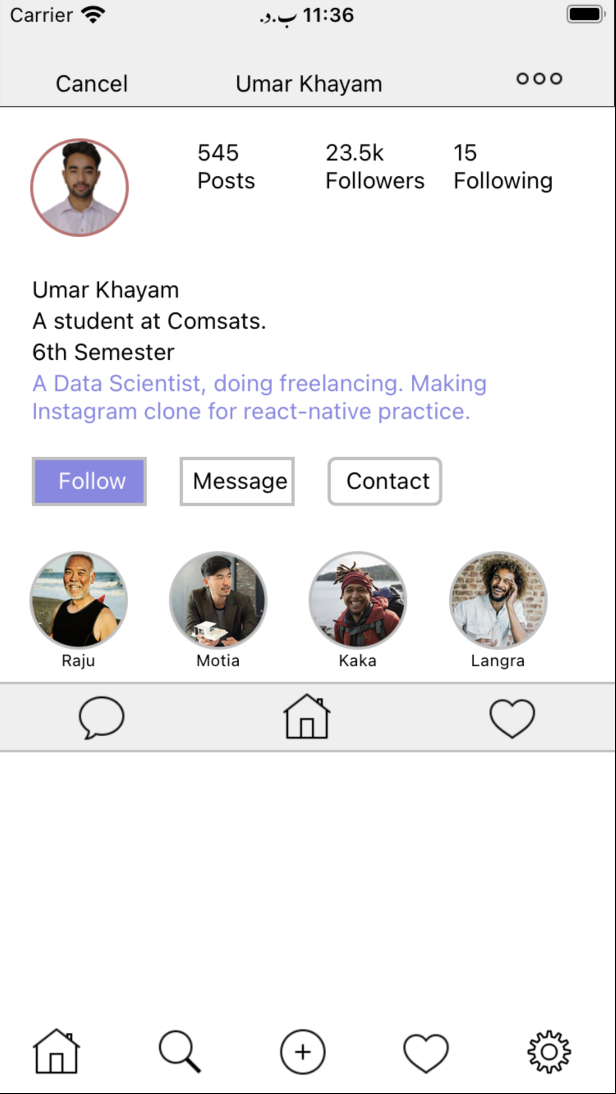 Carrier 11:36 ب.د.
Cancel Umar Khayam
545 23.5k 15
Posts Followers Following
Umar Khayam
A student at Comsats.
6th Semester
A Data Scientist, doing freelancing. Making
Instagram clone for react-native practice.
Follow Message Contact
Raju Motia Kaka Langra